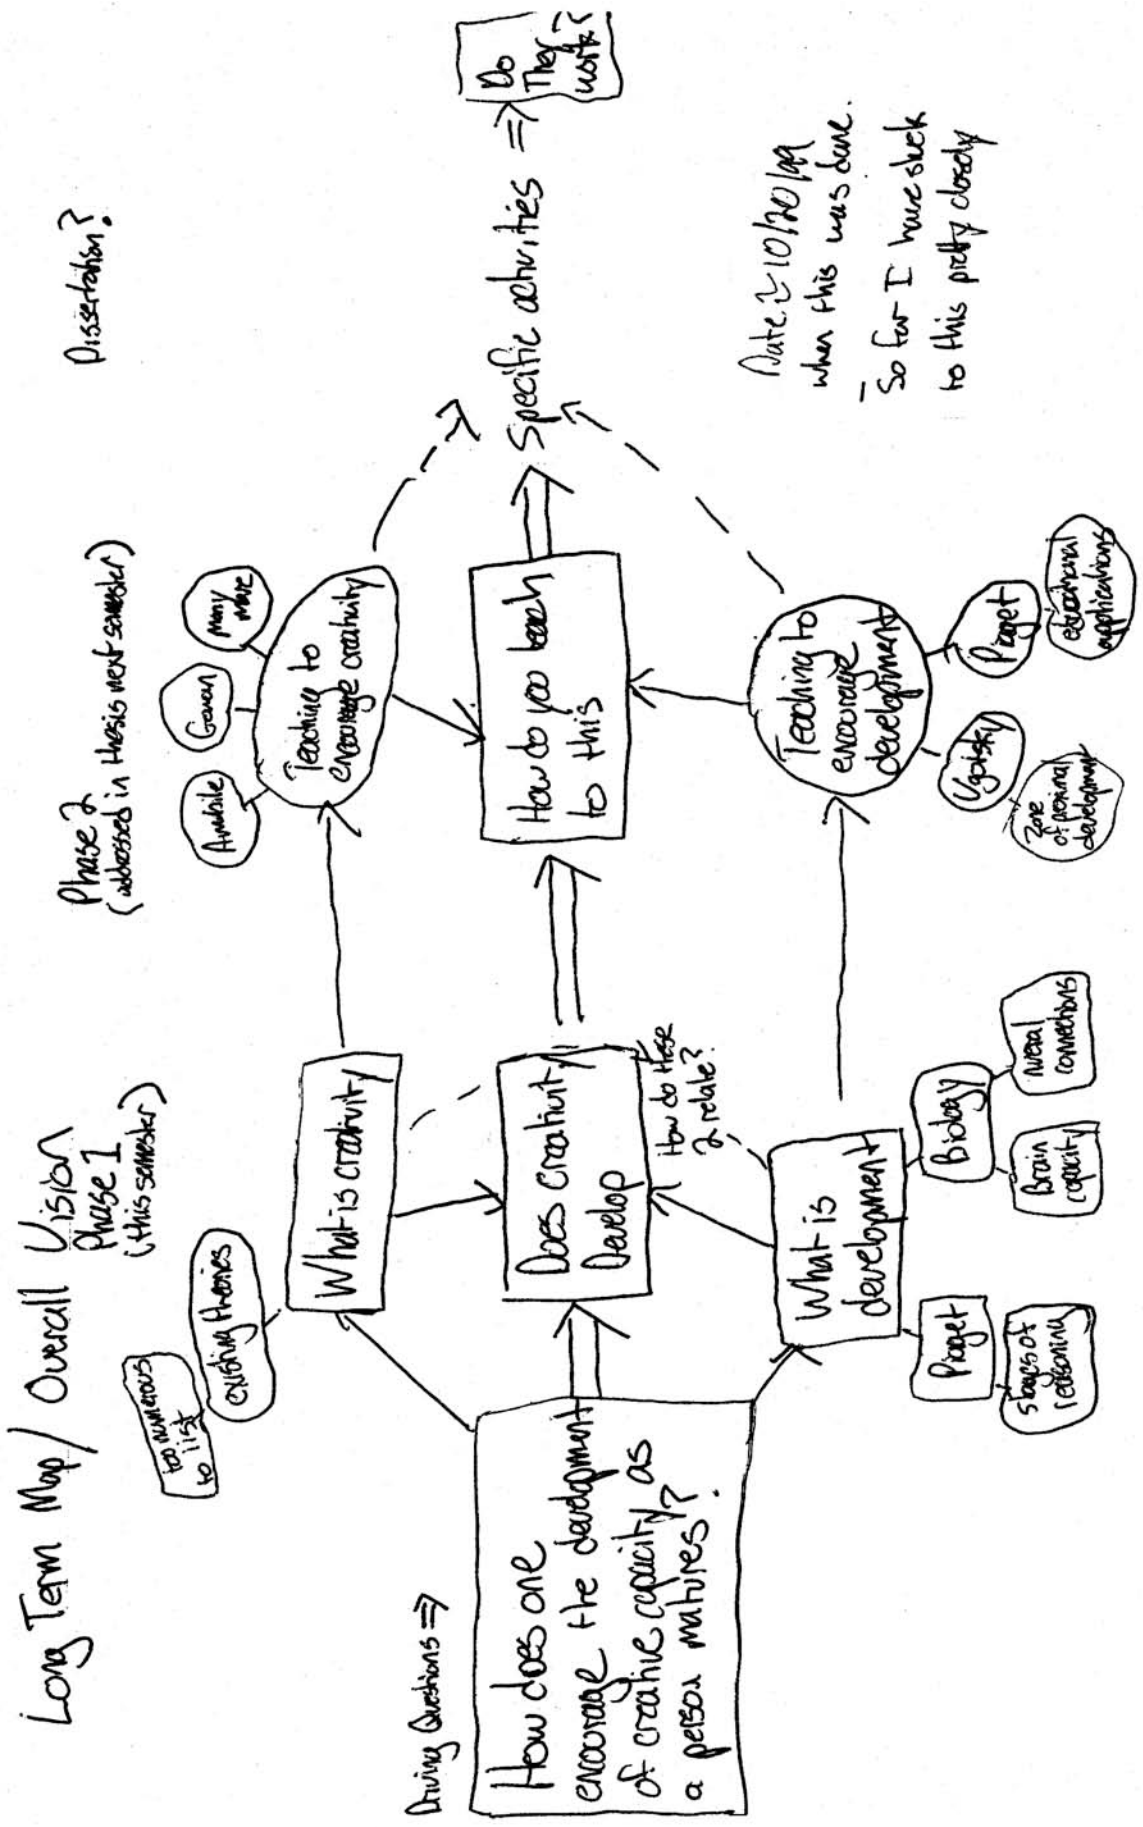 Long Term Map / Overall Vision
Phase 1
(this semester)
Phase 2
(addressed in thesis next semester)
Dissertation?
too numerous
to list
existing theories
What is creativity
Amabile
Gowan
Many
more
Teaching to
encourage creativity
Driving Questions ⇒
How does one
encourage the development
of creative capacity as
a person matures?
Does creativity
Develop
How do these
2 relate?
How do you teach
to this
Specific activities ⇒
Do
They
work?
What is
development
Piaget
stages of
reasoning
Biology
Brain
capacity
neural
connections
Teaching to
encourage
development
Vgotsky
Zone
of proximal
development
Piaget
educational
applications
Date ≈ 10/20/99
when this was done.
- So far I have stuck
to this pretty closely